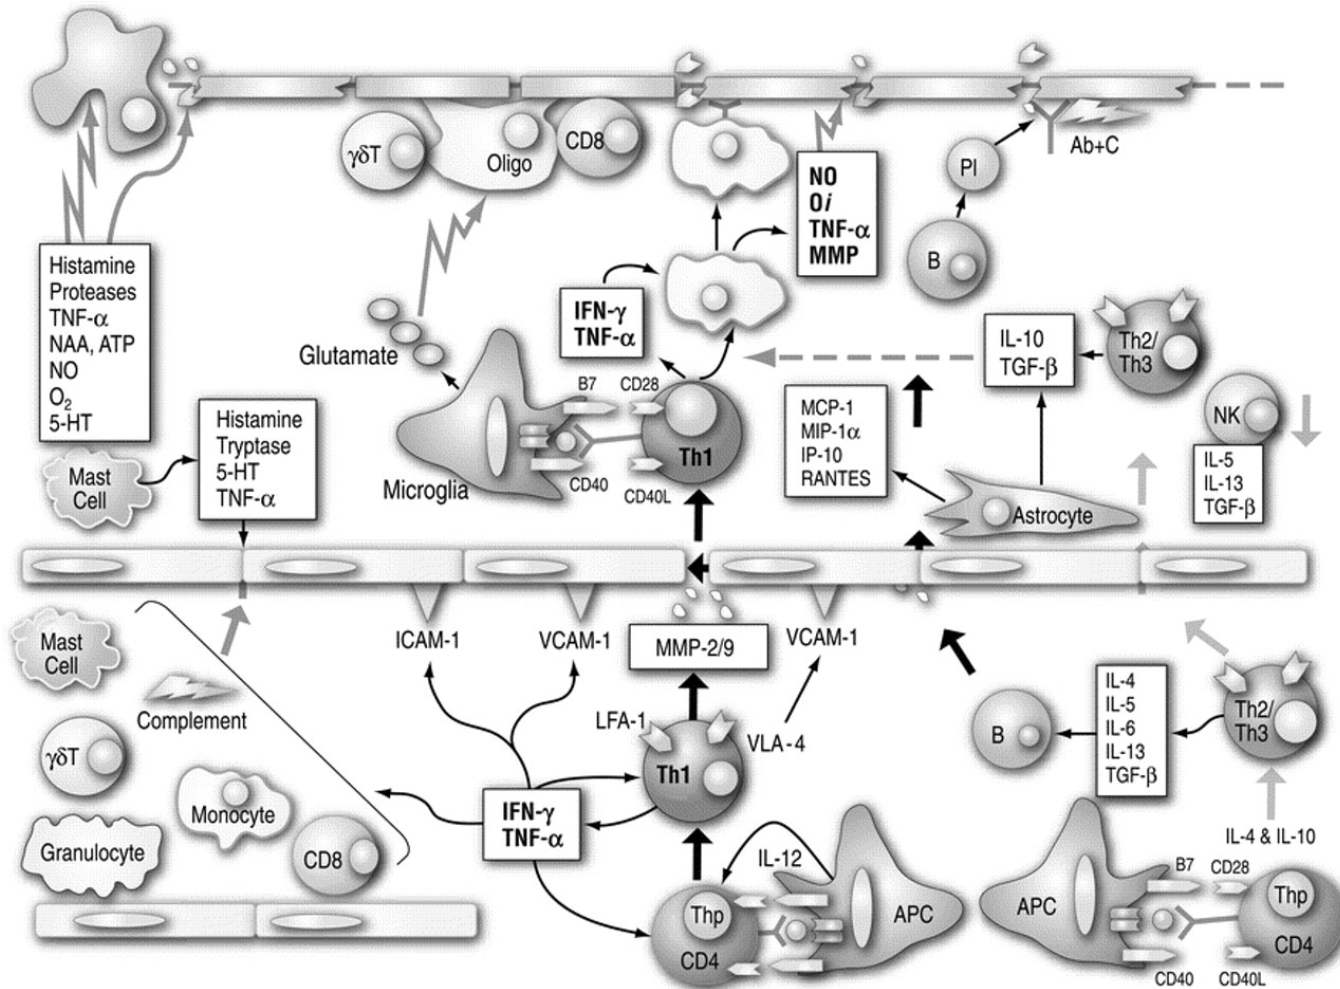 γδT
Oligo
CD8
Ab+C
Pl
B
NO
Oi
TNF-α
MMP
Histamine
Proteases
TNF-α
NAA, ATP
NO
O₂
5-HT
IFN-γ
TNF-α
Glutamate
IL-10
TGF-β
Th2/
Th3
Histamine
Tryptase
5-HT
TNF-α
Mast
Cell
Microglia
B7
CD28
Th1
CD40
CD40L
MCP-1
MIP-1α
IP-10
RANTES
NK
IL-5
IL-13
TGF-β
Astrocyte
Mast
Cell
Complement
ICAM-1
VCAM-1
MMP-2/9
VCAM-1
LFA-1
VLA-4
Th1
B
IL-4
IL-5
IL-6
IL-13
TGF-β
Th2/
Th3
γδT
Monocyte
Granulocyte
CD8
IFN-γ
TNF-α
IL-12
IL-4 & IL-10
Thp
CD4
APC
APC
B7
CD28
Thp
CD4
CD40
CD40L